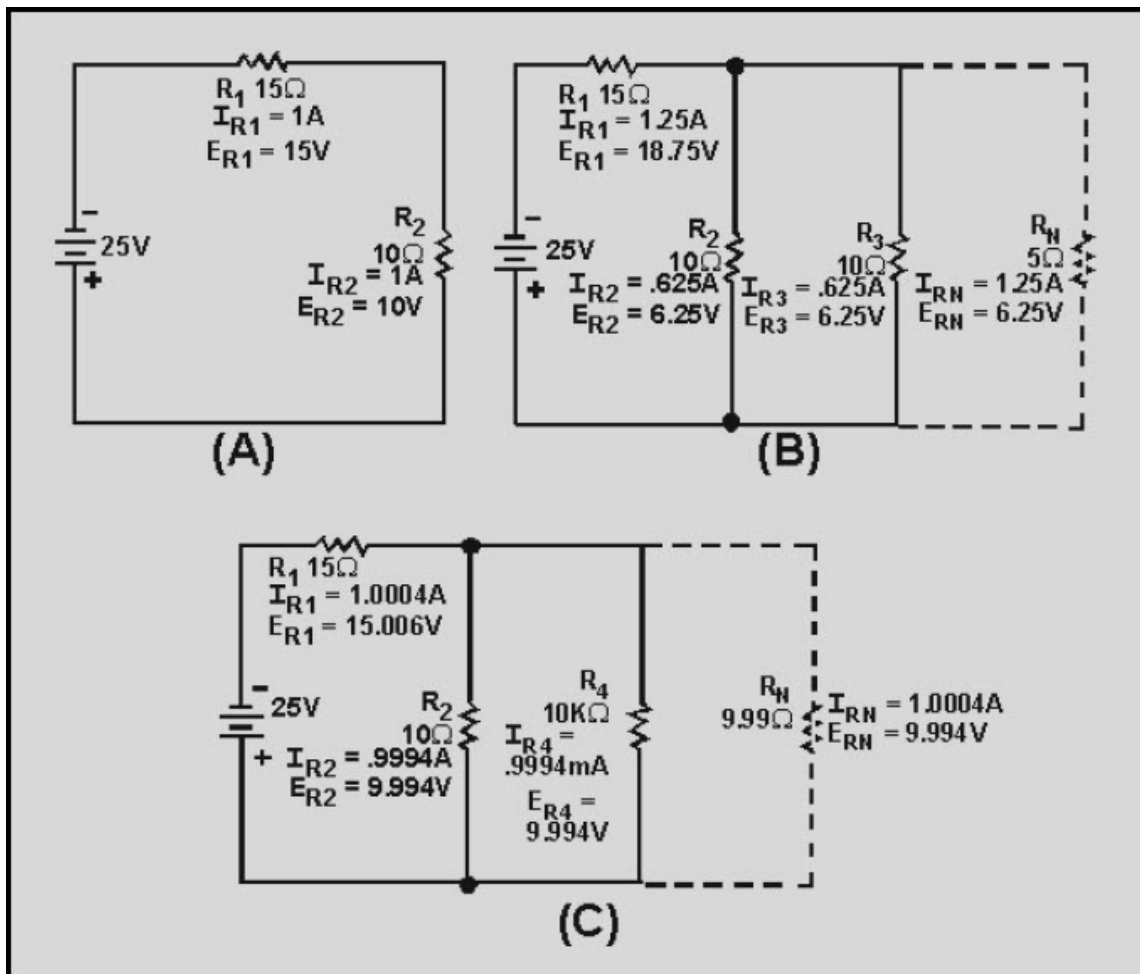 R1 15Ω
IR1 = 1A
ER1 = 15V
25V
-
+
R2
10Ω
IR2 = 1A
ER2 = 10V
(A)
R1 15Ω
IR1 = 1.25A
ER1 = 18.75V
25V
-
+
R2
10Ω
IR2 = .625A
ER2 = 6.25V
R3
10Ω
IR3 = .625A
ER3 = 6.25V
RN
5Ω
IRN = 1.25A
ERN = 6.25V
(B)
R1 15Ω
IR1 = 1.0004A
ER1 = 15.006V
-
25V
+
R2
10Ω
IR2 = .9994A
ER2 = 9.994V
R4
10KΩ
IR4 =
.9994mA
ER4 =
9.994V
RN
9.99Ω
IRN = 1.0004A
ERN = 9.994V
(C)